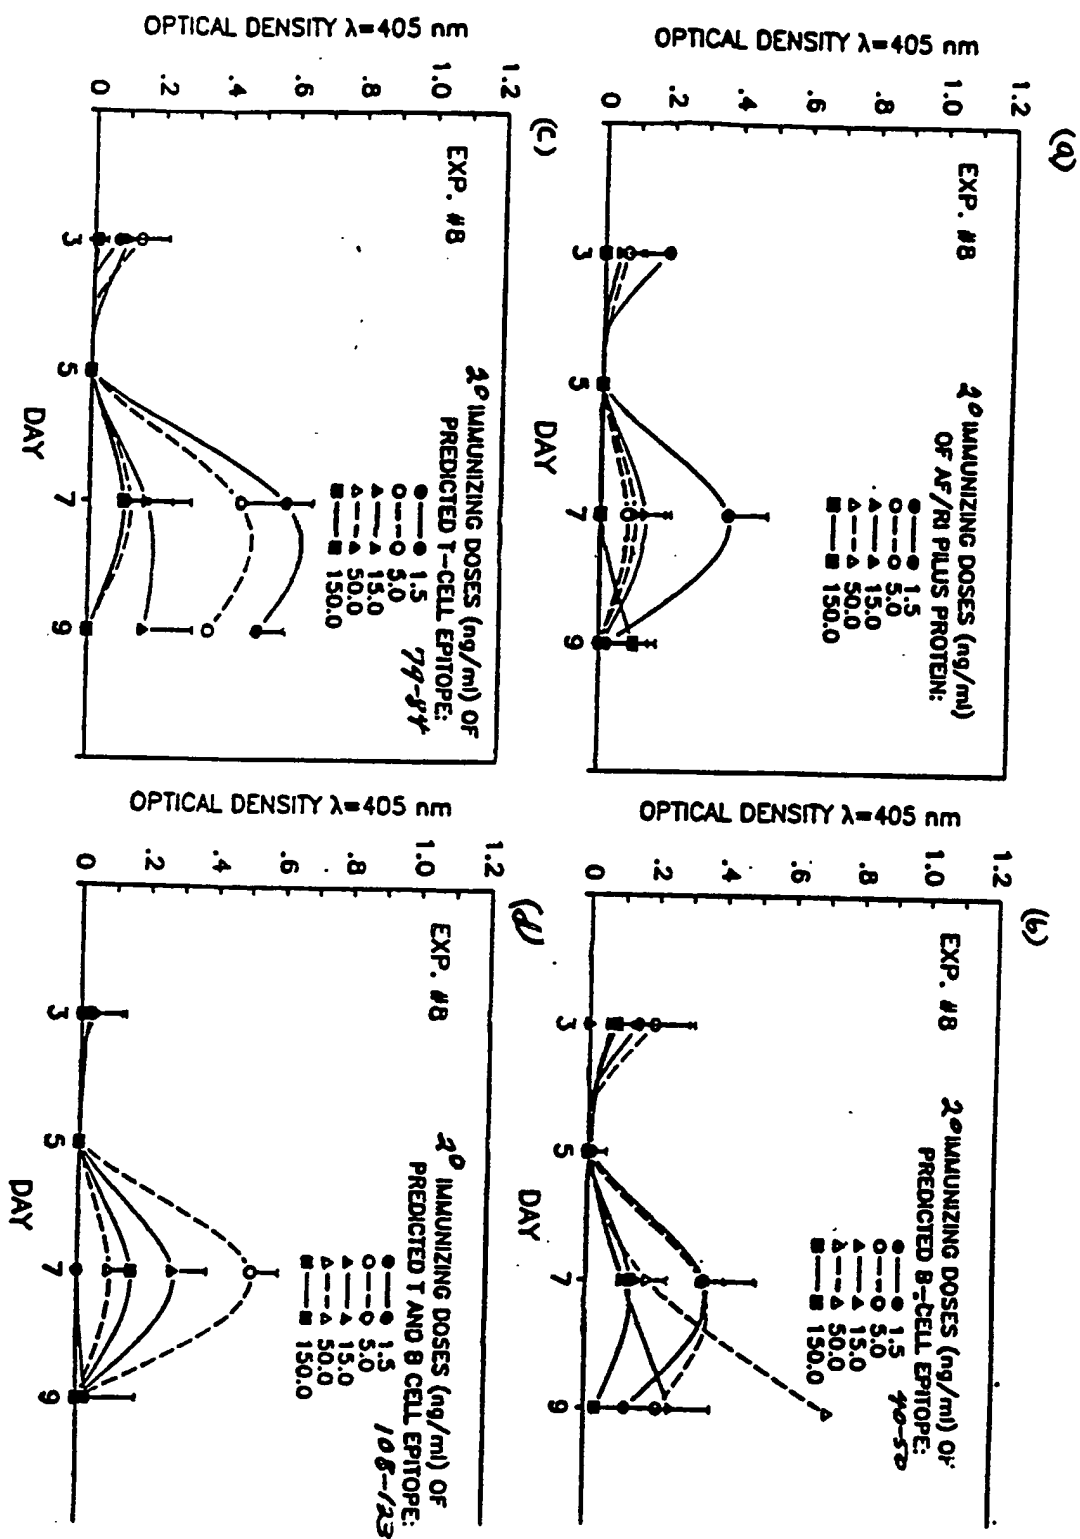 (a)
OPTICAL DENSITY λ=405 nm
1.2
1.0
.8
.6
.4
.2
0
EXP. #8
2° IMMUNIZING DOSES (ng/ml)
OF AF/R1 PILUS PROTEIN:
1.5
5.0
15.0
50.0
150.0
3
5
7
9
DAY
(b)
OPTICAL DENSITY λ=405 nm
1.2
1.0
.8
.6
.4
.2
0
EXP. #8
2° IMMUNIZING DOSES (ng/ml) OF
PREDICTED B-CELL EPITOPE:
40-50
1.5
5.0
15.0
50.0
150.0
3
5
7
9
DAY
(c)
OPTICAL DENSITY λ=405 nm
1.2
1.0
.8
.6
.4
.2
0
EXP. #8
2° IMMUNIZING DOSES (ng/ml) OF
PREDICTED T-CELL EPITOPE:
79-84
1.5
5.0
15.0
50.0
150.0
3
5
7
9
DAY
(d)
OPTICAL DENSITY λ=405 nm
1.2
1.0
.8
.6
.4
.2
0
EXP. #8
2° IMMUNIZING DOSES (ng/ml) OF
PREDICTED T AND B CELL EPITOPE:
108-123
1.5
5.0
15.0
50.0
150.0
3
5
7
9
DAY